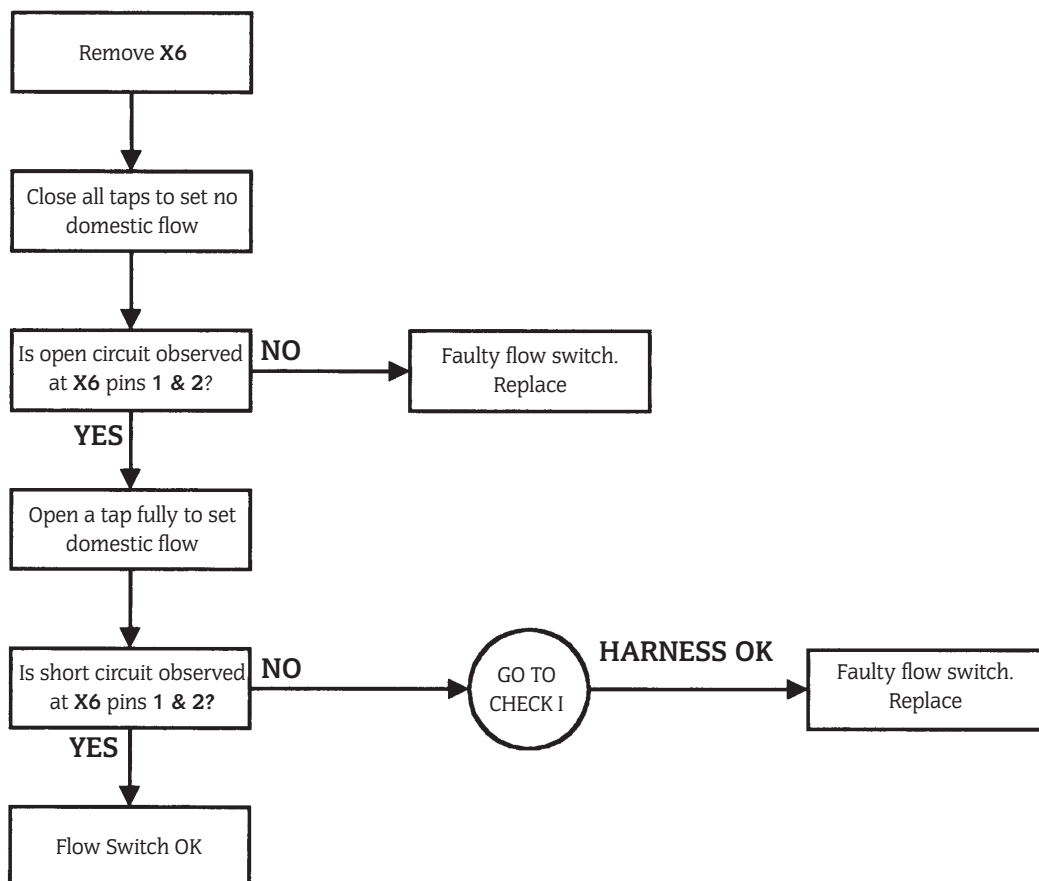 Remove X6
Close all taps to set no
domestic flow
Is open circuit observed
at X6 pins 1 & 2?
NO
Faulty flow switch.
Replace
YES
Open a tap fully to set
domestic flow
Is short circuit observed
at X6 pins 1 & 2?
NO
GO TO
CHECK I
HARNESS OK
Faulty flow switch.
Replace
YES
Flow Switch OK